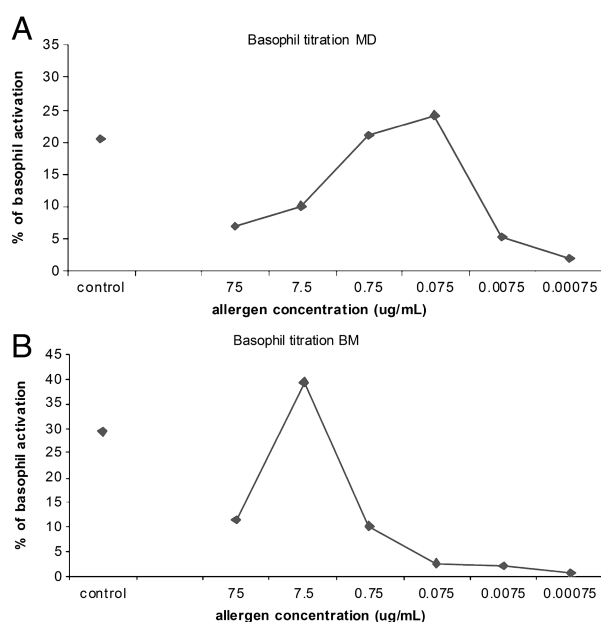 A
Basophil titration MD
% of basophil activation
35
30
25
20
15
10
5
0
control 75 7.5 0.75 0.075 0.0075 0.00075
allergen concentration (ug/mL)
B
Basophil titration BM
% of basophil activation
45
40
35
30
25
20
15
10
5
0
control 75 7.5 0.75 0.075 0.0075 0.00075
allergen concentration (ug/mL)